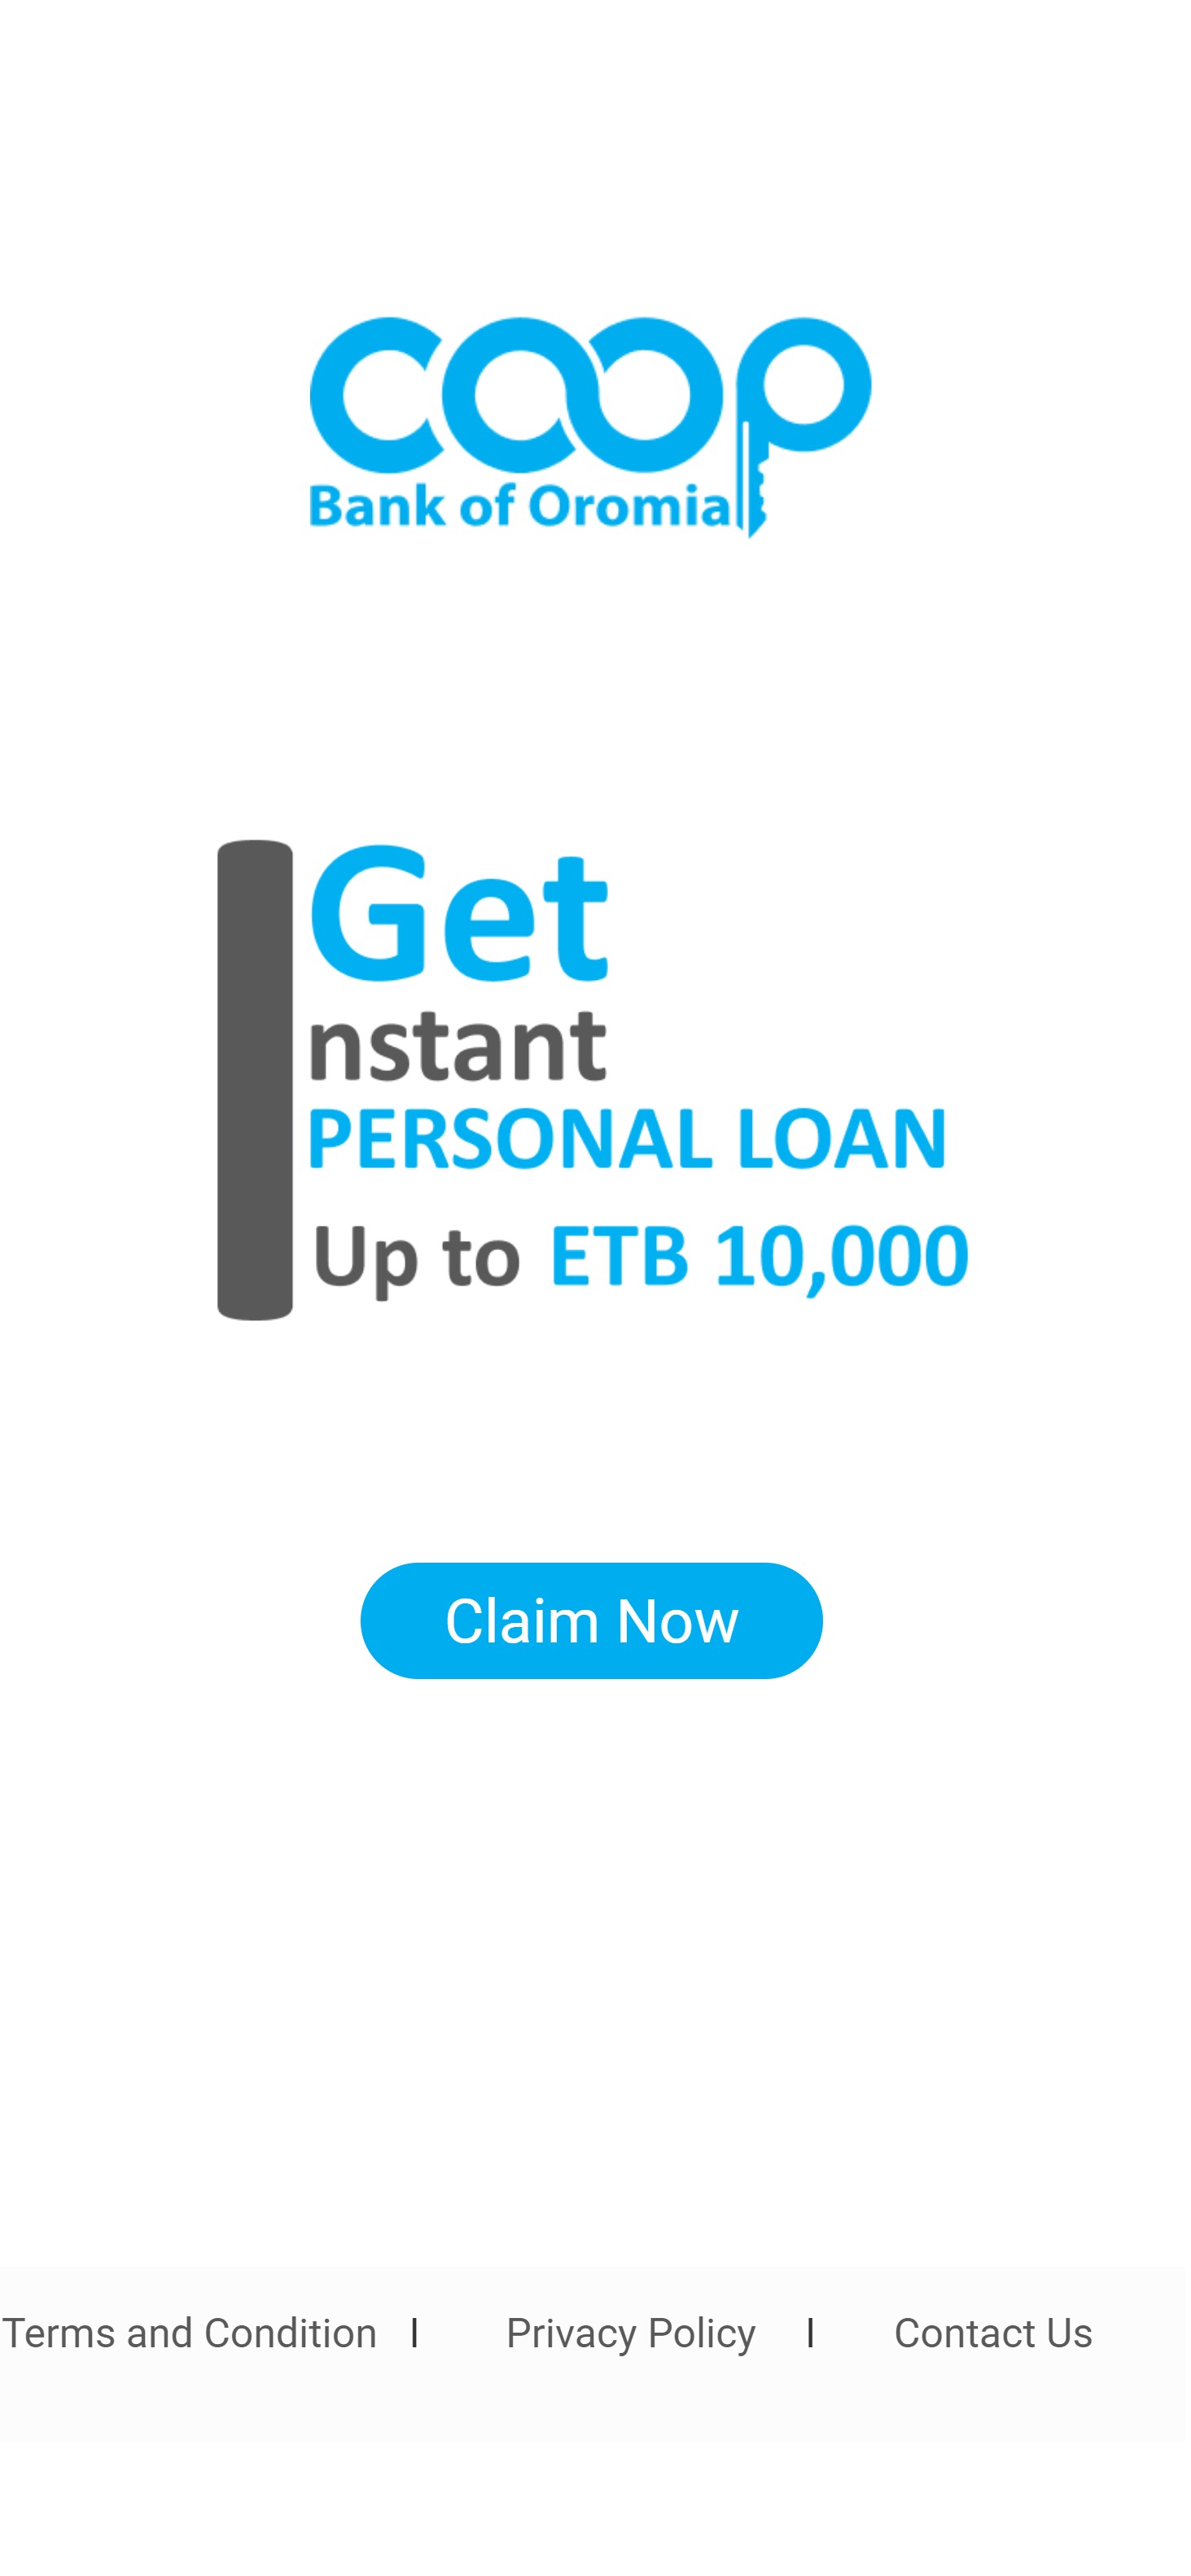 coop
Bank of Oromia
Get
Instant
PERSONAL LOAN
Up to ETB 10,000
Claim Now
Terms and Condition | Privacy Policy | Contact Us